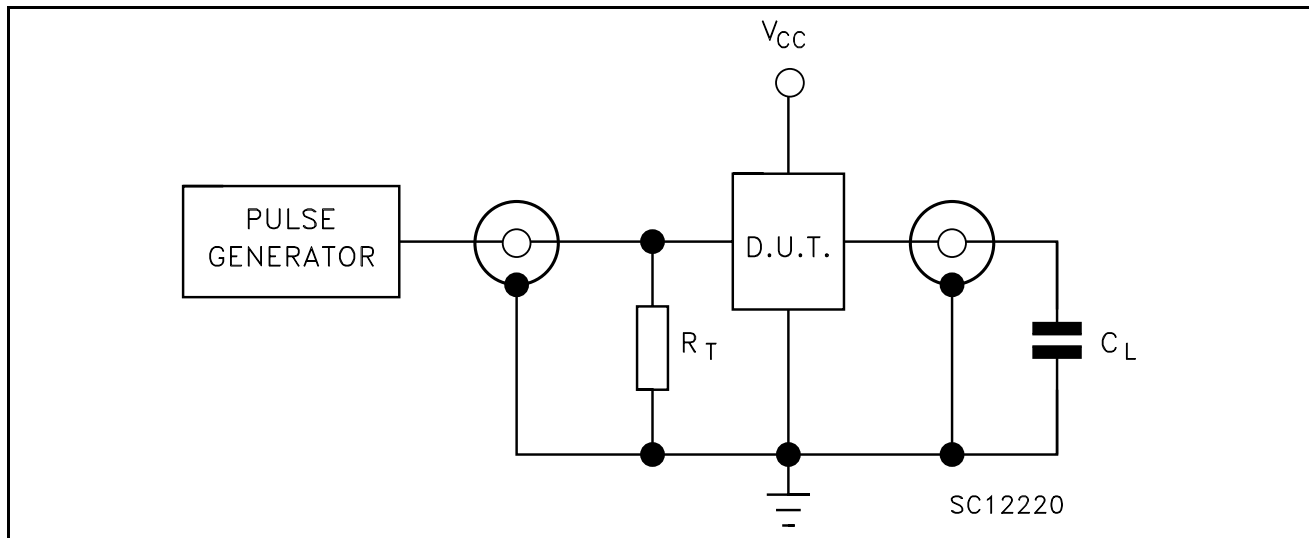 VCC
PULSE
GENERATOR
D.U.T.
RT
CL
SC12220